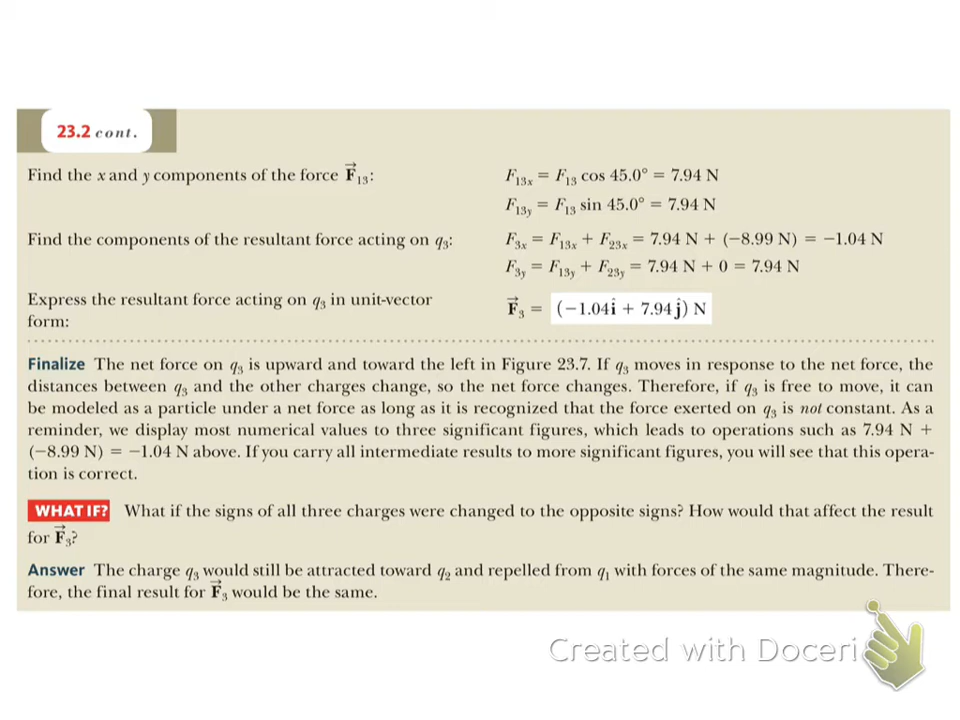 23.2 cont.
Find the x and y components of the force F⃗₁₃:
F₁₃ₓ = F₁₃ cos 45.0° = 7.94 N
F₁₃ᵧ = F₁₃ sin 45.0° = 7.94 N
Find the components of the resultant force acting on q₃:
F₃ₓ = F₁₃ₓ + F₂₃ₓ = 7.94 N + (−8.99 N) = −1.04 N
F₃ᵧ = F₁₃ᵧ + F₂₃ᵧ = 7.94 N + 0 = 7.94 N
Express the resultant force acting on q₃ in unit-vector
form:
F⃗₃ = (−1.04î + 7.94ĵ) N
Finalize The net force on q₃ is upward and toward the left in Figure 23.7. If q₃ moves in response to the net force, the
distances between q₃ and the other charges change, so the net force changes. Therefore, if q₃ is free to move, it can
be modeled as a particle under a net force as long as it is recognized that the force exerted on q₃ is not constant. As a
reminder, we display most numerical values to three significant figures, which leads to operations such as 7.94 N +
(−8.99 N) = −1.04 N above. If you carry all intermediate results to more significant figures, you will see that this opera-
tion is correct.
WHAT IF? What if the signs of all three charges were changed to the opposite signs? How would that affect the result
for F⃗₃?
Answer The charge q₃ would still be attracted toward q₂ and repelled from q₁ with forces of the same magnitude. There-
fore, the final result for F⃗₃ would be the same.
Created with Doceri